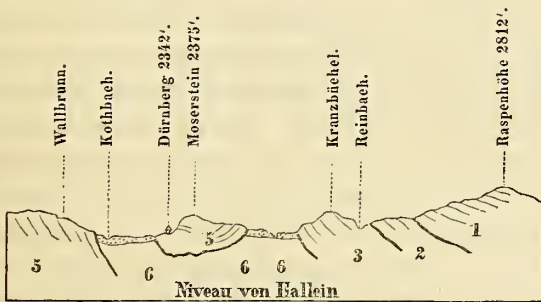 Wallbrunn.
Kothbach.
Dürnberg 2342′.
Moserstein 2375′.
Kranzbüchel.
Reinbach.
Raspenhöhe 2812′.
5
6
5
6
6
3
2
1
Niveau von Hallein